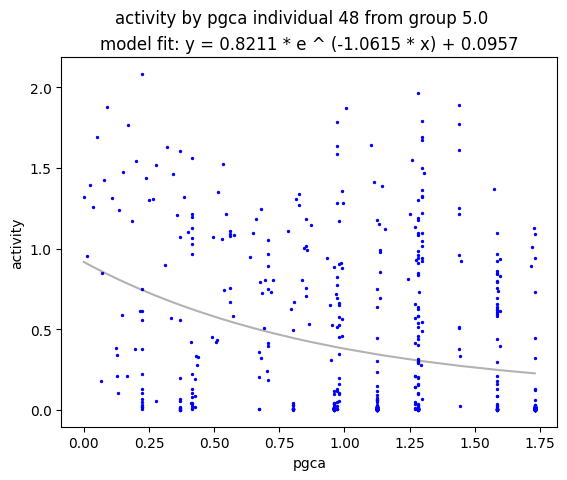 activity by pgca individual 48 from group 5.0
model fit: y = 0.8211 * e ^ (-1.0615 * x) + 0.0957
2.0
1.5
1.0
0.5
0.0
activity
0.00 0.25 0.50 0.75 1.00 1.25 1.50 1.75
pgca